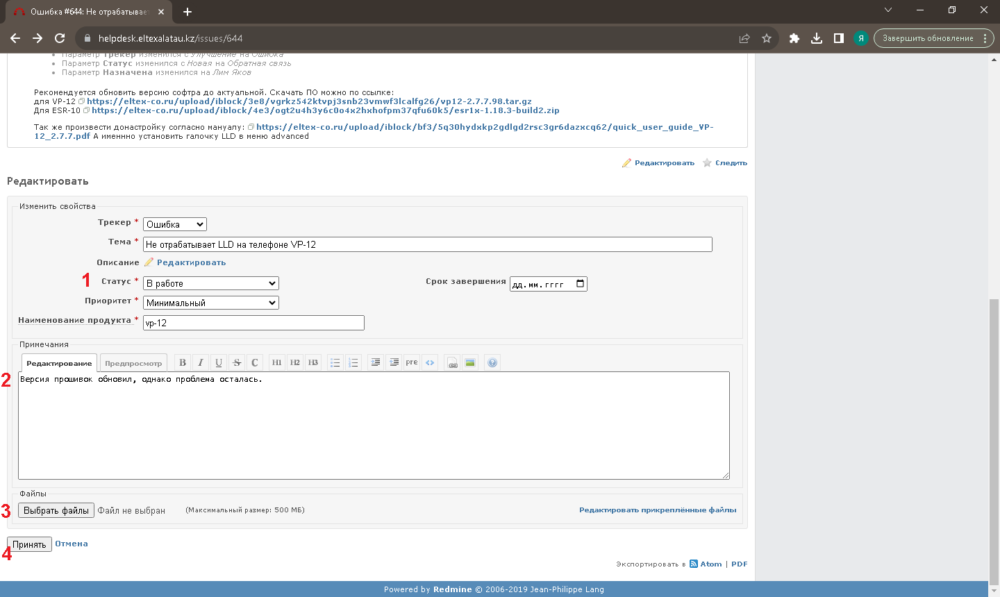 Ошибка #644: Не отрабатывает
helpdesk.eltexalatau.kz/issues/644
Я
Завершить обновление
Параметр Трекер изменился с Улучшение на Ошибка
Параметр Статус изменился с Новая на Обратная связь
Параметр Назначена изменился на Лим Яков
Рекомендуется обновить версию софтра до актуальной. Скачать ПО можно по ссылке:
для VP-12 https://eltex-co.ru/upload/iblock/3e8/vgrkz542ktvpj3snb23vmwf3lcalfg26/vp12-2.7.7.98.tar.gz
Для ESR-10 https://eltex-co.ru/upload/iblock/4e3/ogt2u4h3y6c0o4x2hxhofpm37qfu60k5/esr1x-1.18.3-build2.zip
Так же произвести донастройку согласно мануалу: https://eltex-co.ru/upload/iblock/bf3/5q30hydxkp2gdlgd2rsc3gr6dazxcq62/quick_user_guide_VP-
12_2.7.7.pdf А именнно установить галочку LLD в меню advanced
Редактировать Следить
Редактировать
Изменить свойства
Трекер * Ошибка
Тема * Не отрабатывает LLD на телефоне VP-12
Описание Редактировать
1 Статус * В работе Срок завершения дд.мм.гггг
Приоритет * Минимальный
Наименование продукта * vp-12
Примечания
Редактирование Предпросмотр B I U S C H1 H2 H3 pre <> ?
2 Версия прошивок обновил, однако проблема осталась.
Файлы
3 Выбрать файлы Файл не выбран (Максимальный размер: 500 МБ) Редактировать прикреплённые файлы
4 Принять Отмена
Экспортировать в Atom | PDF
Powered by Redmine © 2006-2019 Jean-Philippe Lang